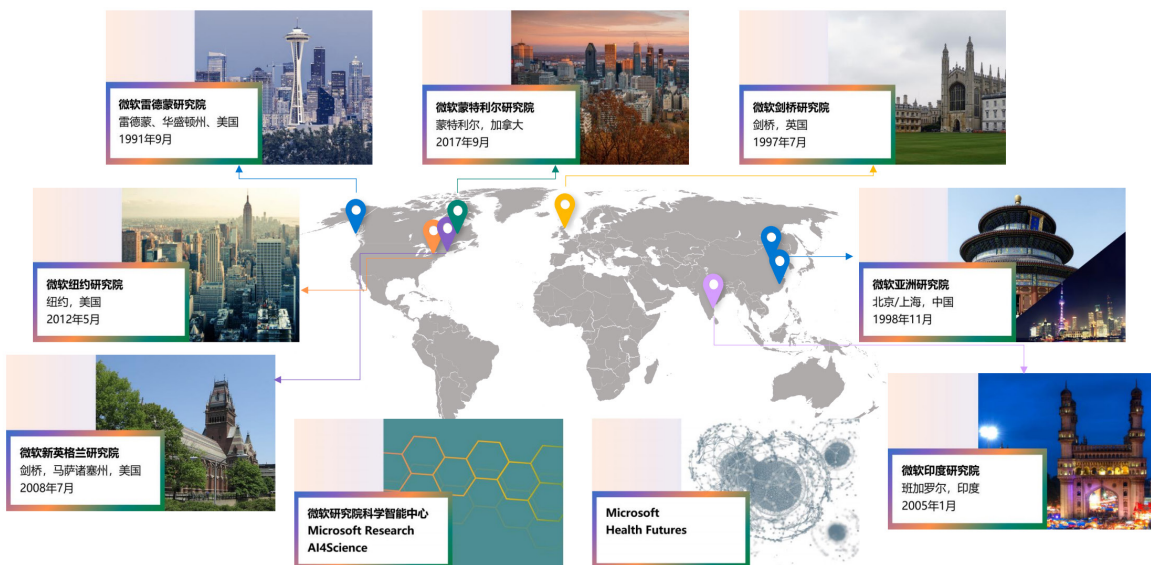 微软雷德蒙研究院
雷德蒙、华盛顿州、美国
1991年9月
微软蒙特利尔研究院
蒙特利尔，加拿大
2017年9月
微软剑桥研究院
剑桥，英国
1997年7月
微软纽约研究院
纽约，美国
2012年5月
微软亚洲研究院
北京/上海，中国
1998年11月
微软新英格兰研究院
剑桥，马萨诸塞州，美国
2008年7月
微软研究院科学智能中心
Microsoft Research
AI4Science
Microsoft
Health Futures
微软印度研究院
班加罗尔，印度
2005年1月